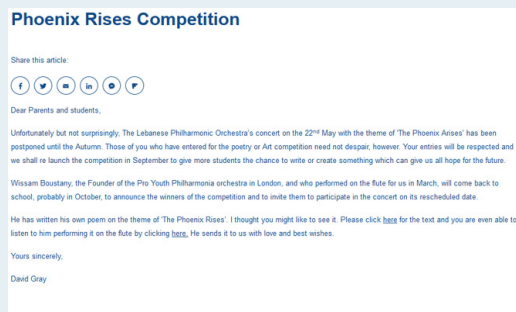 Phoenix Rises Competition
Share this article:
Dear Parents and students,
Unfortunately but not surprisingly, The Lebanese Philharmonic Orchestra's concert on the 22nd May with the theme of 'The Phoenix Arises' has been
postponed until the Autumn. Those of you who have entered for the poetry or Art competition need not despair, however. Your entries will be respected and
we shall re launch the competition in September to give more students the chance to write or create something which can give us all hope for the future.
Wissam Boustany, the Founder of the Pro Youth Philharmonia orchestra in London, and who performed on the flute for us in March, will come back to
school, probably in October, to announce the winners of the competition and to invite them to participate in the concert on its rescheduled date.
He has written his own poem on the theme of 'The Phoenix Rises'. I thought you might like to see it. Please click here for the text and you are even able to
listen to him performing it on the flute by clicking here. He sends it to us with love and best wishes.
Yours sincerely,
David Gray